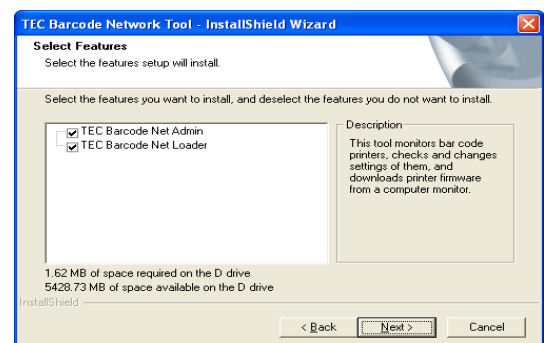 TEC Barcode Network Tool - InstallShield Wizard
Select Features
Select the features setup will install.
Select the features you want to install, and deselect the features you do not want to install.
TEC Barcode Net Admin
TEC Barcode Net Loader
Description
This tool monitors bar code
printers, checks and changes
settings of them, and
downloads printer firmware
from a computer monitor.
1.62 MB of space required on the D drive
5428.73 MB of space available on the D drive
InstallShield
< Back
Next >
Cancel